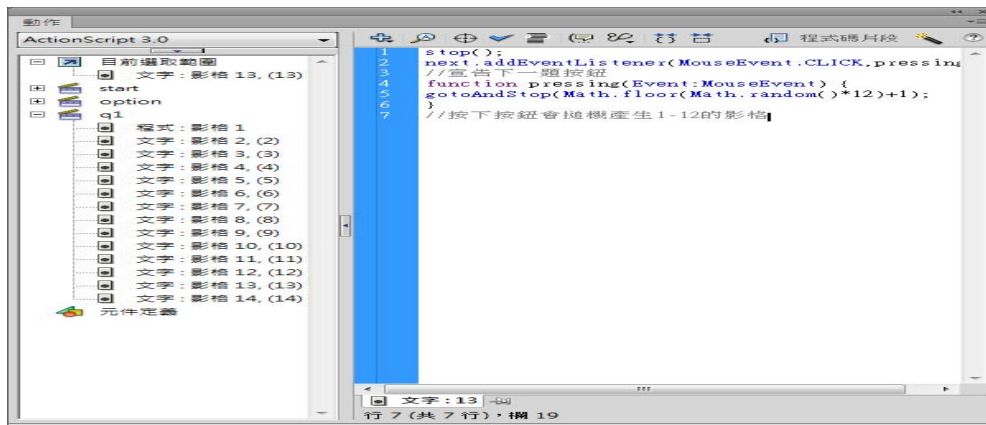 動作
ActionScript 3.0
目前選取範圍
文字：影格 13, (13)
start
option
q1
程式：影格 1
文字：影格 2, (2)
文字：影格 3, (3)
文字：影格 4, (4)
文字：影格 5, (5)
文字：影格 6, (6)
文字：影格 7, (7)
文字：影格 8, (8)
文字：影格 9, (9)
文字：影格 10, (10)
文字：影格 11, (11)
文字：影格 12, (12)
文字：影格 13, (13)
文字：影格 14, (14)
元件定義
程式碼片段
1 stop();
2 next.addEventListener(MouseEvent.CLICK,pressing
3 //宣告下一題按鈕
4 function pressing(Event:MouseEvent) {
5 gotoAndStop(Math.floor(Math.random()*12)+1);
6 }
7 //按下按鈕會隨機產生1-12的影格
文字：13
行 7 (共 7 行)，欄 19